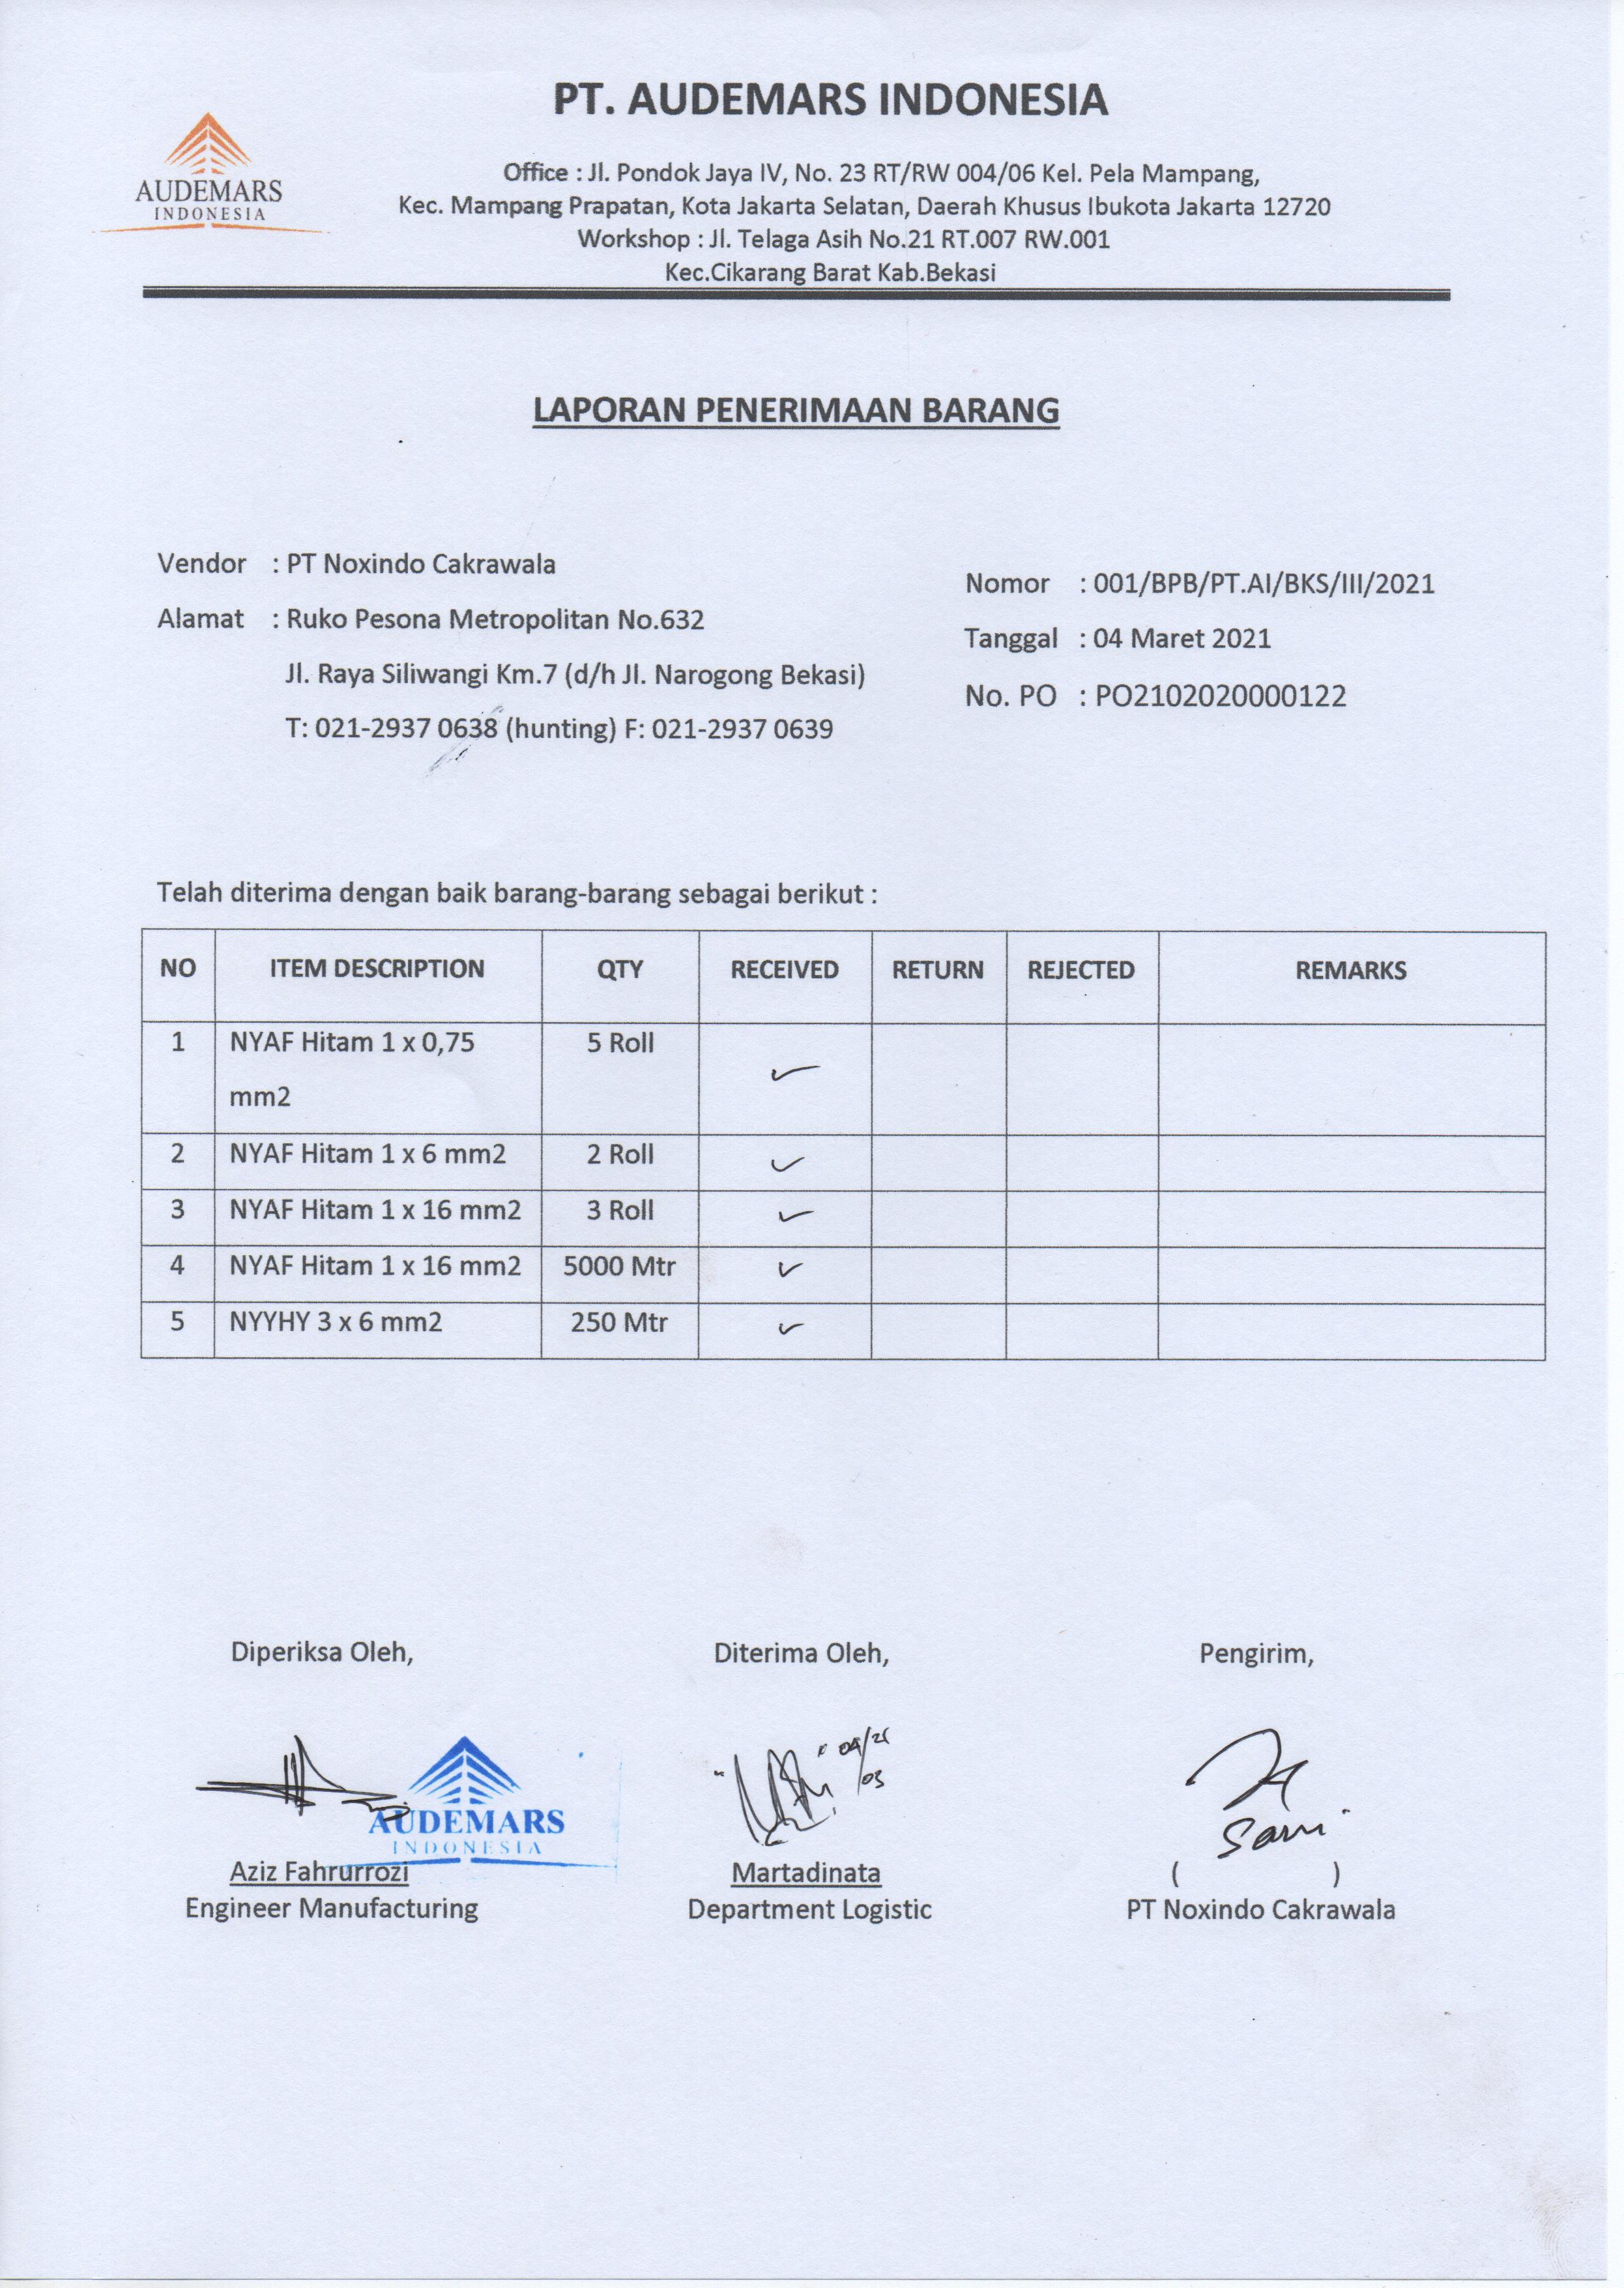 PT. AUDEMARS INDONESIA
AUDEMARS
INDONESIA
Office : Jl. Pondok Jaya IV, No. 23 RT/RW 004/06 Kel. Pela Mampang,
Kec. Mampang Prapatan, Kota Jakarta Selatan, Daerah Khusus Ibukota Jakarta 12720
Workshop : Jl. Telaga Asih No.21 RT.007 RW.001
Kec.Cikarang Barat Kab.Bekasi
LAPORAN PENERIMAAN BARANG
Vendor : PT Noxindo Cakrawala
Alamat : Ruko Pesona Metropolitan No.632
Jl. Raya Siliwangi Km.7 (d/h Jl. Narogong Bekasi)
T: 021-2937 0638 (hunting) F: 021-2937 0639
Nomor : 001/BPB/PT.AI/BKS/III/2021
Tanggal : 04 Maret 2021
No. PO : PO2102020000122
Telah diterima dengan baik barang-barang sebagai berikut :
NO ITEM DESCRIPTION QTY RECEIVED RETURN REJECTED REMARKS
1 NYAF Hitam 1 x 0,75 5 Roll ✓
mm2
2 NYAF Hitam 1 x 6 mm2 2 Roll ✓
3 NYAF Hitam 1 x 16 mm2 3 Roll ✓
4 NYAF Hitam 1 x 16 mm2 5000 Mtr ✓
5 NYYHY 3 x 6 mm2 250 Mtr ✓
Diperiksa Oleh, Diterima Oleh, Pengirim,
04/21
/03
AUDEMARS
INDONESIA
Aziz Fahrurrozi Martadinata ( )
Engineer Manufacturing Department Logistic PT Noxindo Cakrawala